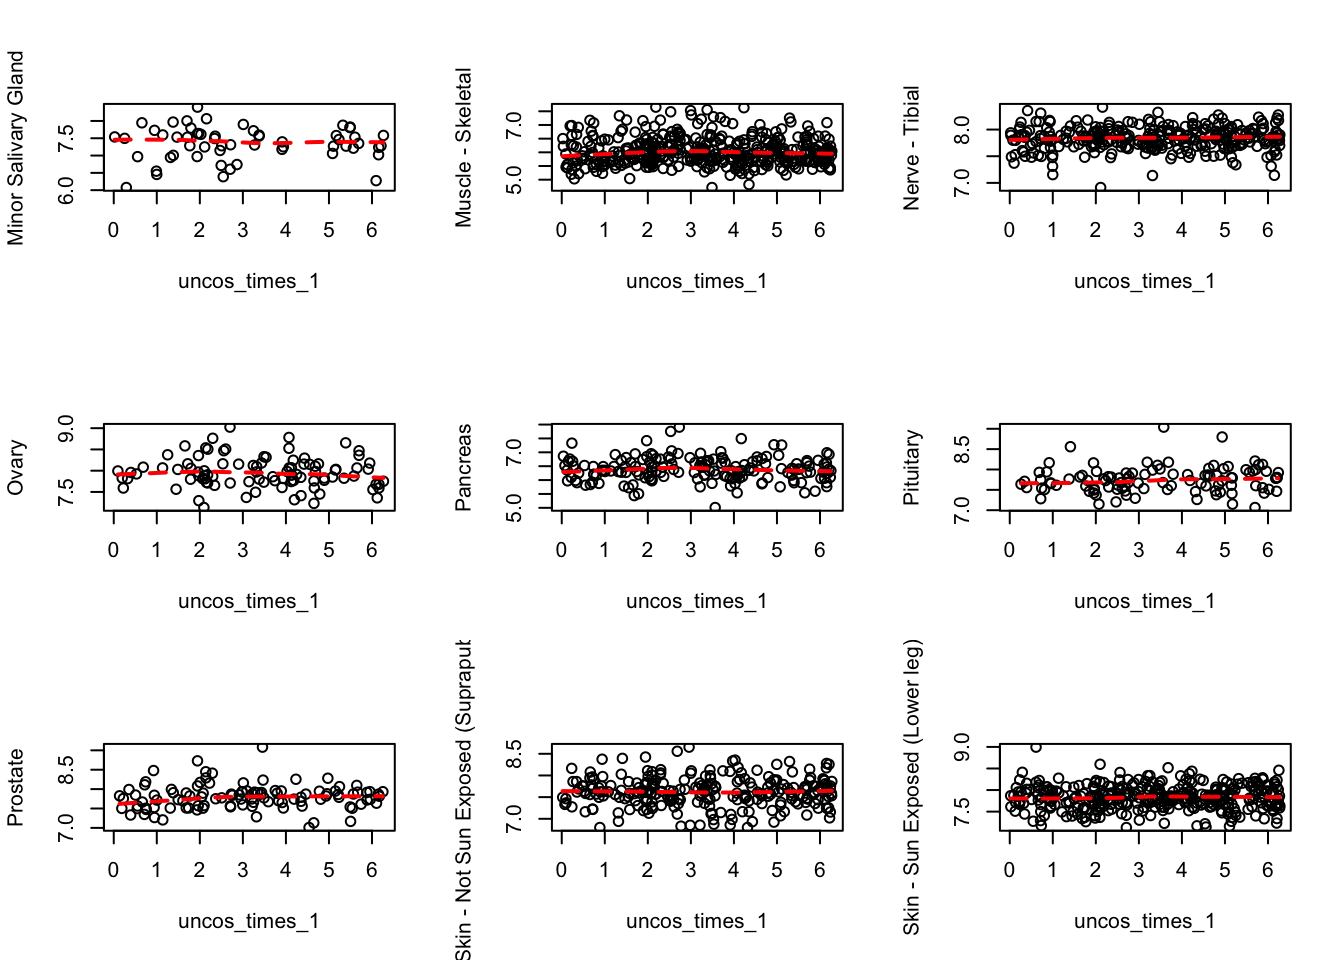 Minor Salivary Gland
6.0 7.5
0 1 2 3 4 5 6
uncos_times_1
Muscle - Skeletal
5.0 7.0
0 1 2 3 4 5 6
uncos_times_1
Nerve - Tibial
7.0 8.0
0 1 2 3 4 5 6
uncos_times_1
Ovary
7.5 9.0
0 1 2 3 4 5 6
uncos_times_1
Pancreas
5.0 7.0
0 1 2 3 4 5 6
uncos_times_1
Pituitary
7.0 8.5
0 1 2 3 4 5 6
uncos_times_1
Prostate
7.0 8.5
0 1 2 3 4 5 6
uncos_times_1
Skin - Not Sun Exposed (Suprapub
7.0 8.5
0 1 2 3 4 5 6
uncos_times_1
Skin - Sun Exposed (Lower leg)
7.5 9.0
0 1 2 3 4 5 6
uncos_times_1